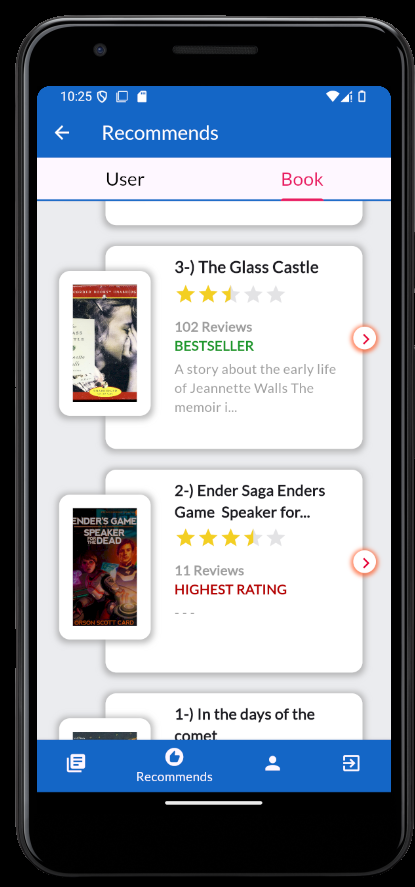 10:25
Recommends
User Book
3-) The Glass Castle
102 Reviews
BESTSELLER
A story about the early life
of Jeannette Walls The
memoir i...
2-) Ender Saga Enders
Game Speaker for...
11 Reviews
HIGHEST RATING
- - -
ENDER'S GAME
SPEAKER
FOR THE
DEAD
ORSON SCOTT CARD
1-) In the days of the
comet
Recommends